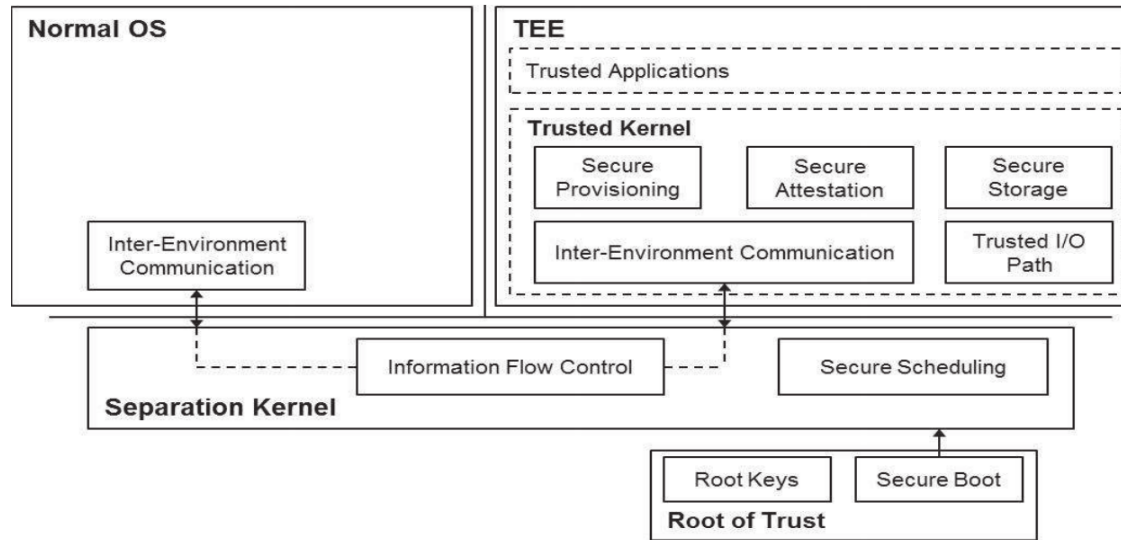 Normal OS
Inter-Environment
Communication
TEE
Trusted Applications
Trusted Kernel
Secure
Provisioning
Secure
Attestation
Secure
Storage
Inter-Environment Communication
Trusted I/O
Path
Information Flow Control
Secure Scheduling
Separation Kernel
Root Keys
Secure Boot
Root of Trust